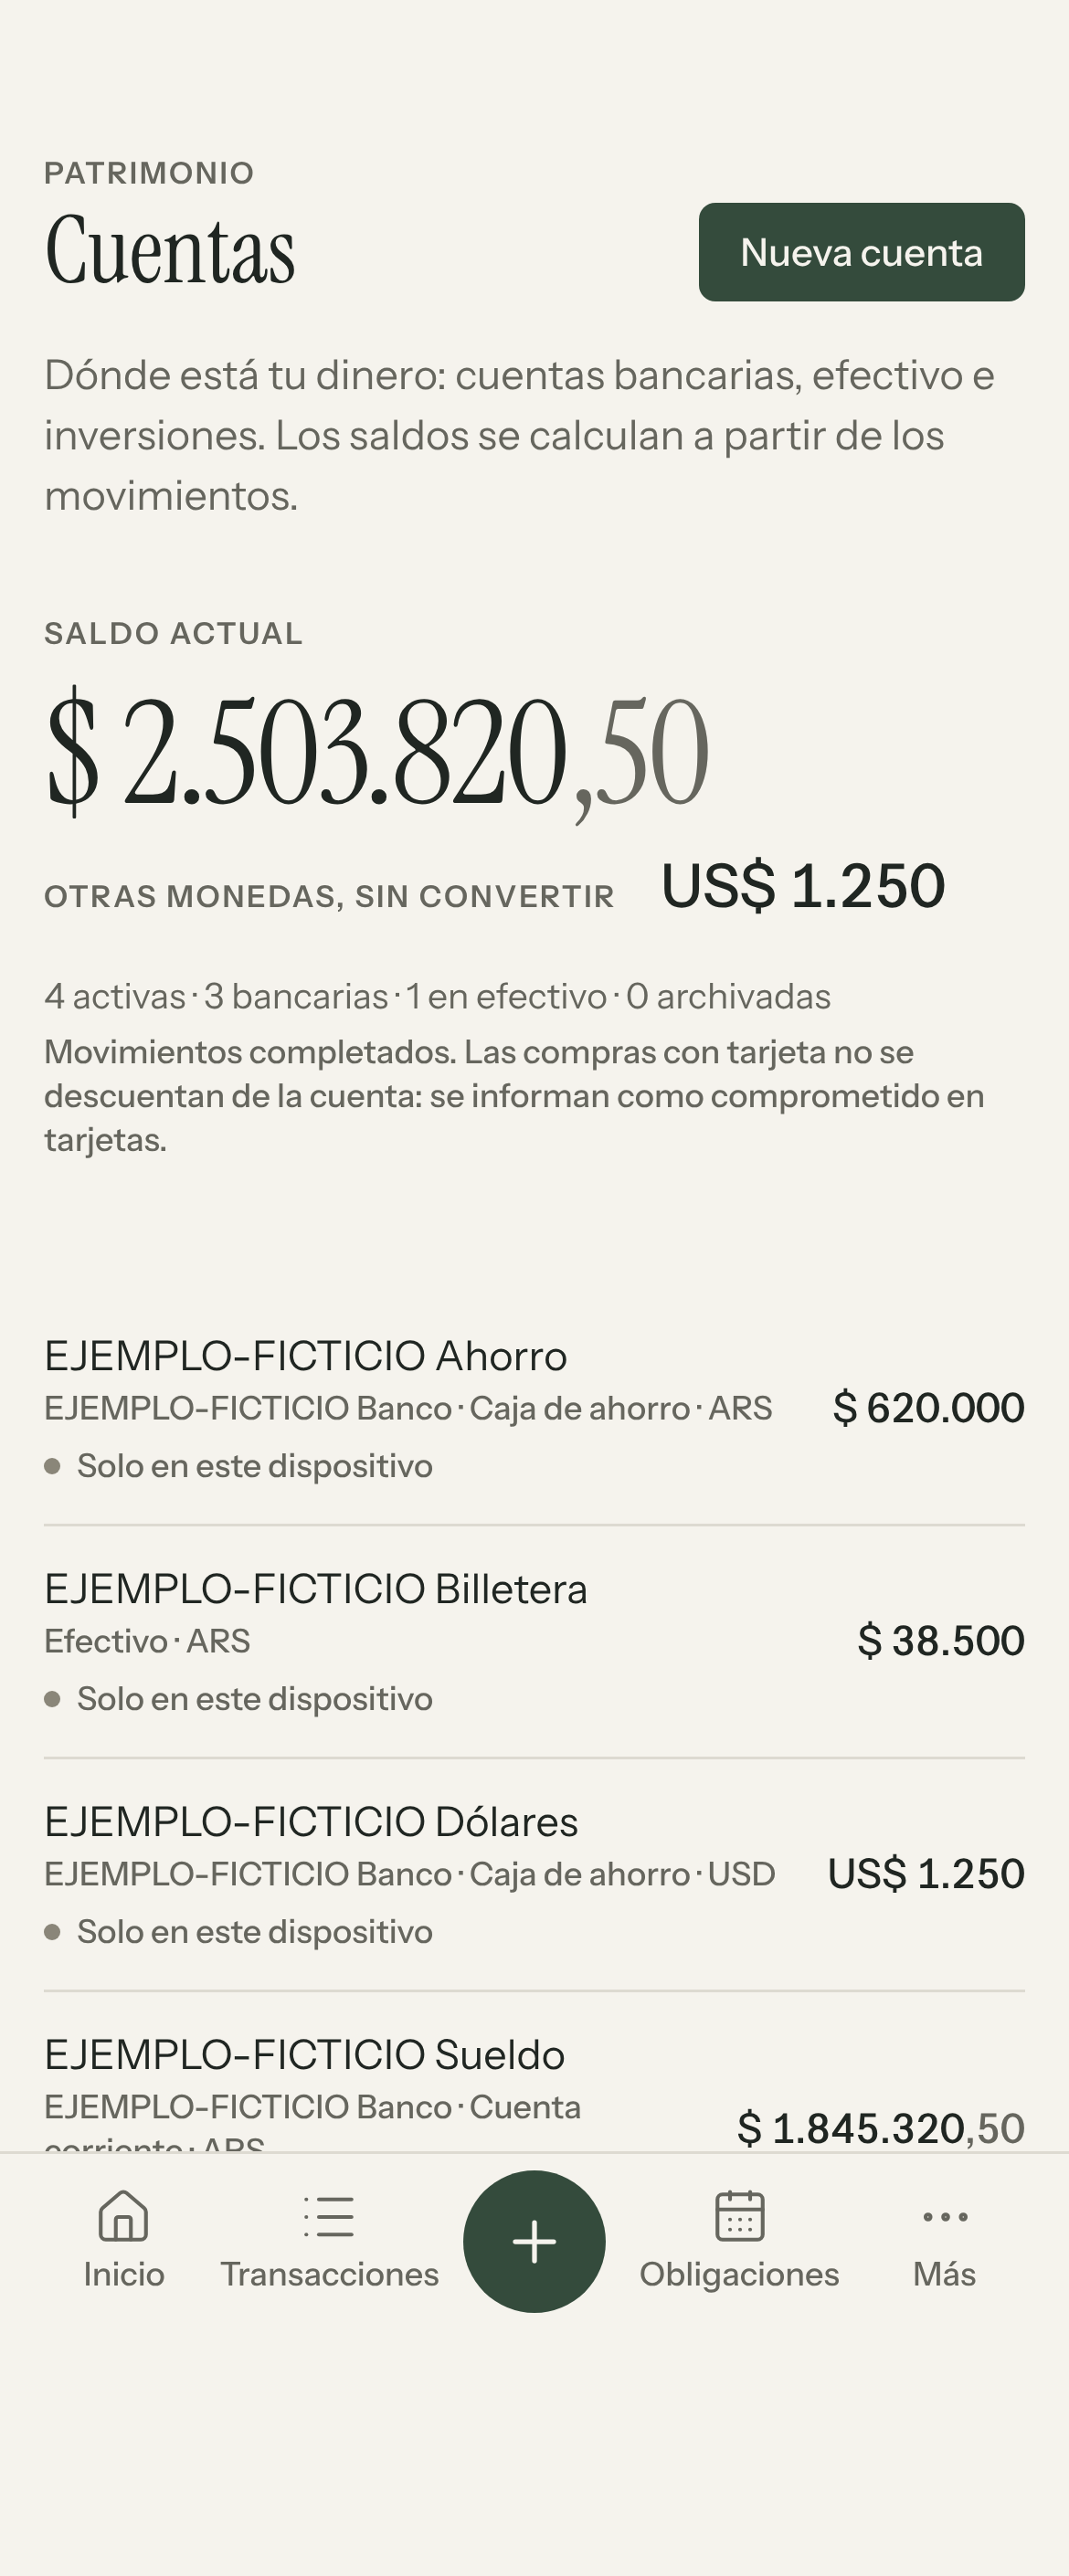 PATRIMONIO
Cuentas
Nueva cuenta
Dónde está tu dinero: cuentas bancarias, efectivo e
inversiones. Los saldos se calculan a partir de los
movimientos.
SALDO ACTUAL
$ 2.503.820,50
OTRAS MONEDAS, SIN CONVERTIR US$ 1.250
4 activas · 3 bancarias · 1 en efectivo · 0 archivadas
Movimientos completados. Las compras con tarjeta no se
descuentan de la cuenta: se informan como comprometido en
tarjetas.
EJEMPLO-FICTICIO Ahorro
EJEMPLO-FICTICIO Banco · Caja de ahorro · ARS
$ 620.000
Solo en este dispositivo
EJEMPLO-FICTICIO Billetera
Efectivo · ARS
$ 38.500
Solo en este dispositivo
EJEMPLO-FICTICIO Dólares
EJEMPLO-FICTICIO Banco · Caja de ahorro · USD
US$ 1.250
Solo en este dispositivo
EJEMPLO-FICTICIO Sueldo
EJEMPLO-FICTICIO Banco · Cuenta
corriente · ARS
$ 1.845.320,50
Inicio
Transacciones
Obligaciones
Más